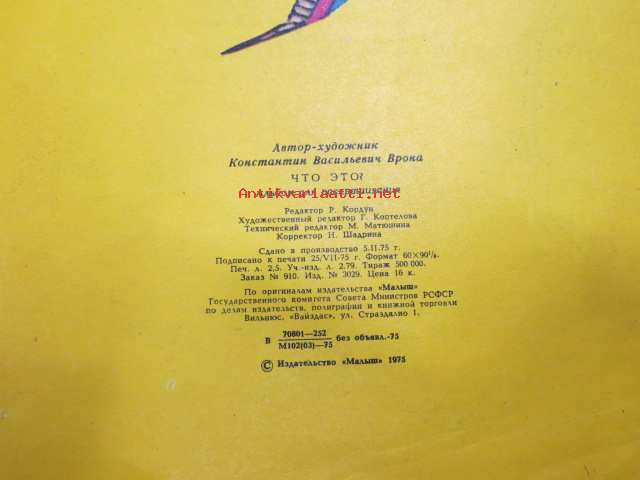 Автор-художник
Константин Васильевич Врона
ЧТО ЭТО?
Antikvariaatti.net
Редактор Р. Кордун
Художественный редактор Г. Коптелова
Технический редактор М. Матюшина
Корректор Н. Шадрина
Сдано в производство 5.II.75 г.
Подписано к печати 25/VII-75 г. Формат 60×90¹/₈.
Печ. л. 2,5. Уч.-изд. л. 2,79. Тираж 500 000.
Заказ № 910. Изд. № 3029. Цена 16 к.
По оригиналам издательства «Малыш»
Государственного комитета Совета Министров РСФСР
по делам издательств, полиграфии и книжной торговли
Вильнюс, «Вайздас», ул. Страздялио 1.
В 70801—252 / М102(03)—75 без объявл.-75
© Издательство «Малыш» 1975